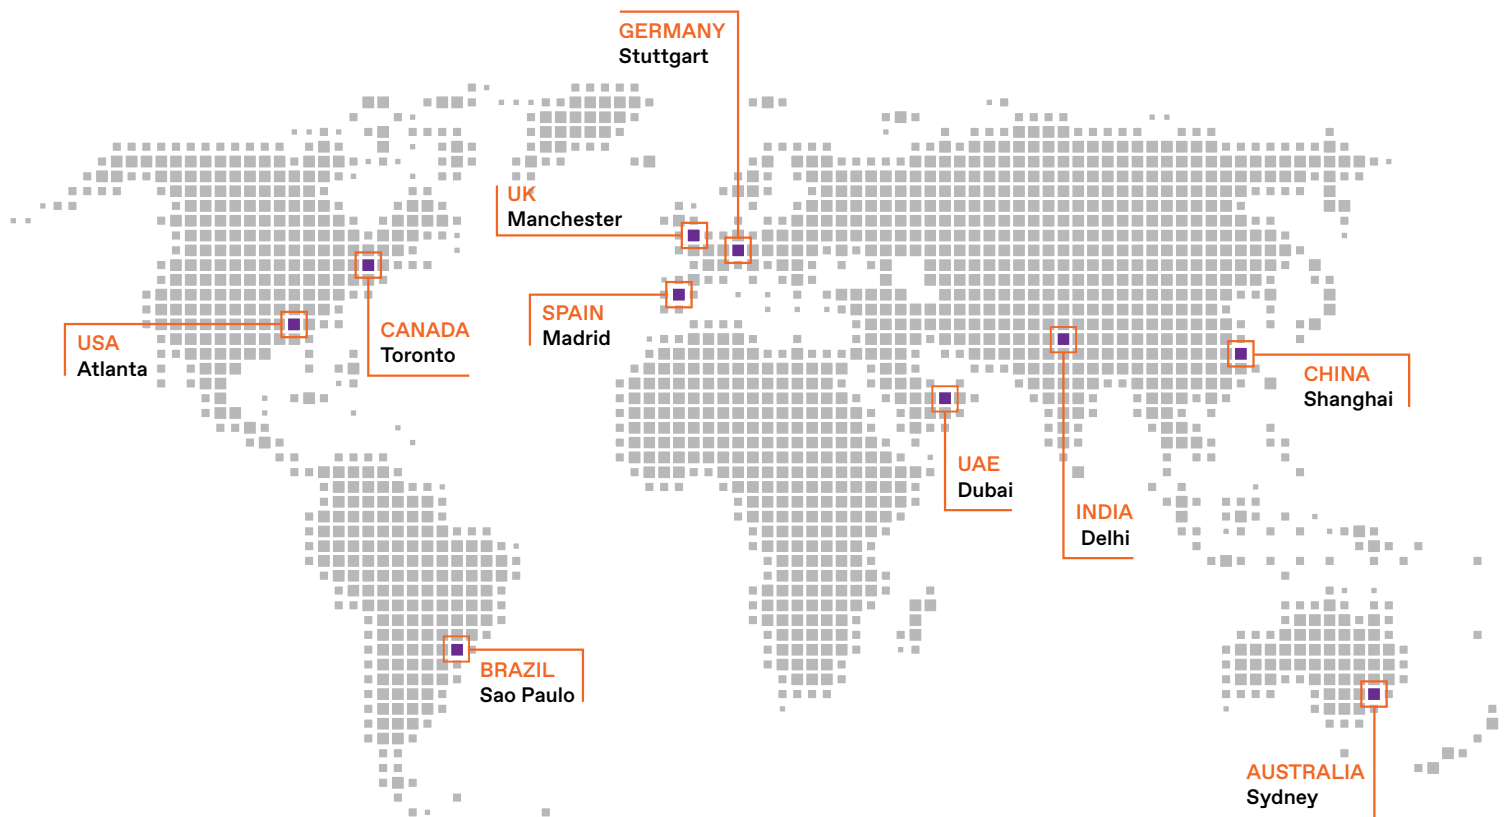 GERMANY
Stuttgart
UK
Manchester
SPAIN
Madrid
USA
Atlanta
CANADA
Toronto
CHINA
Shanghai
UAE
Dubai
INDIA
Delhi
BRAZIL
Sao Paulo
AUSTRALIA
Sydney